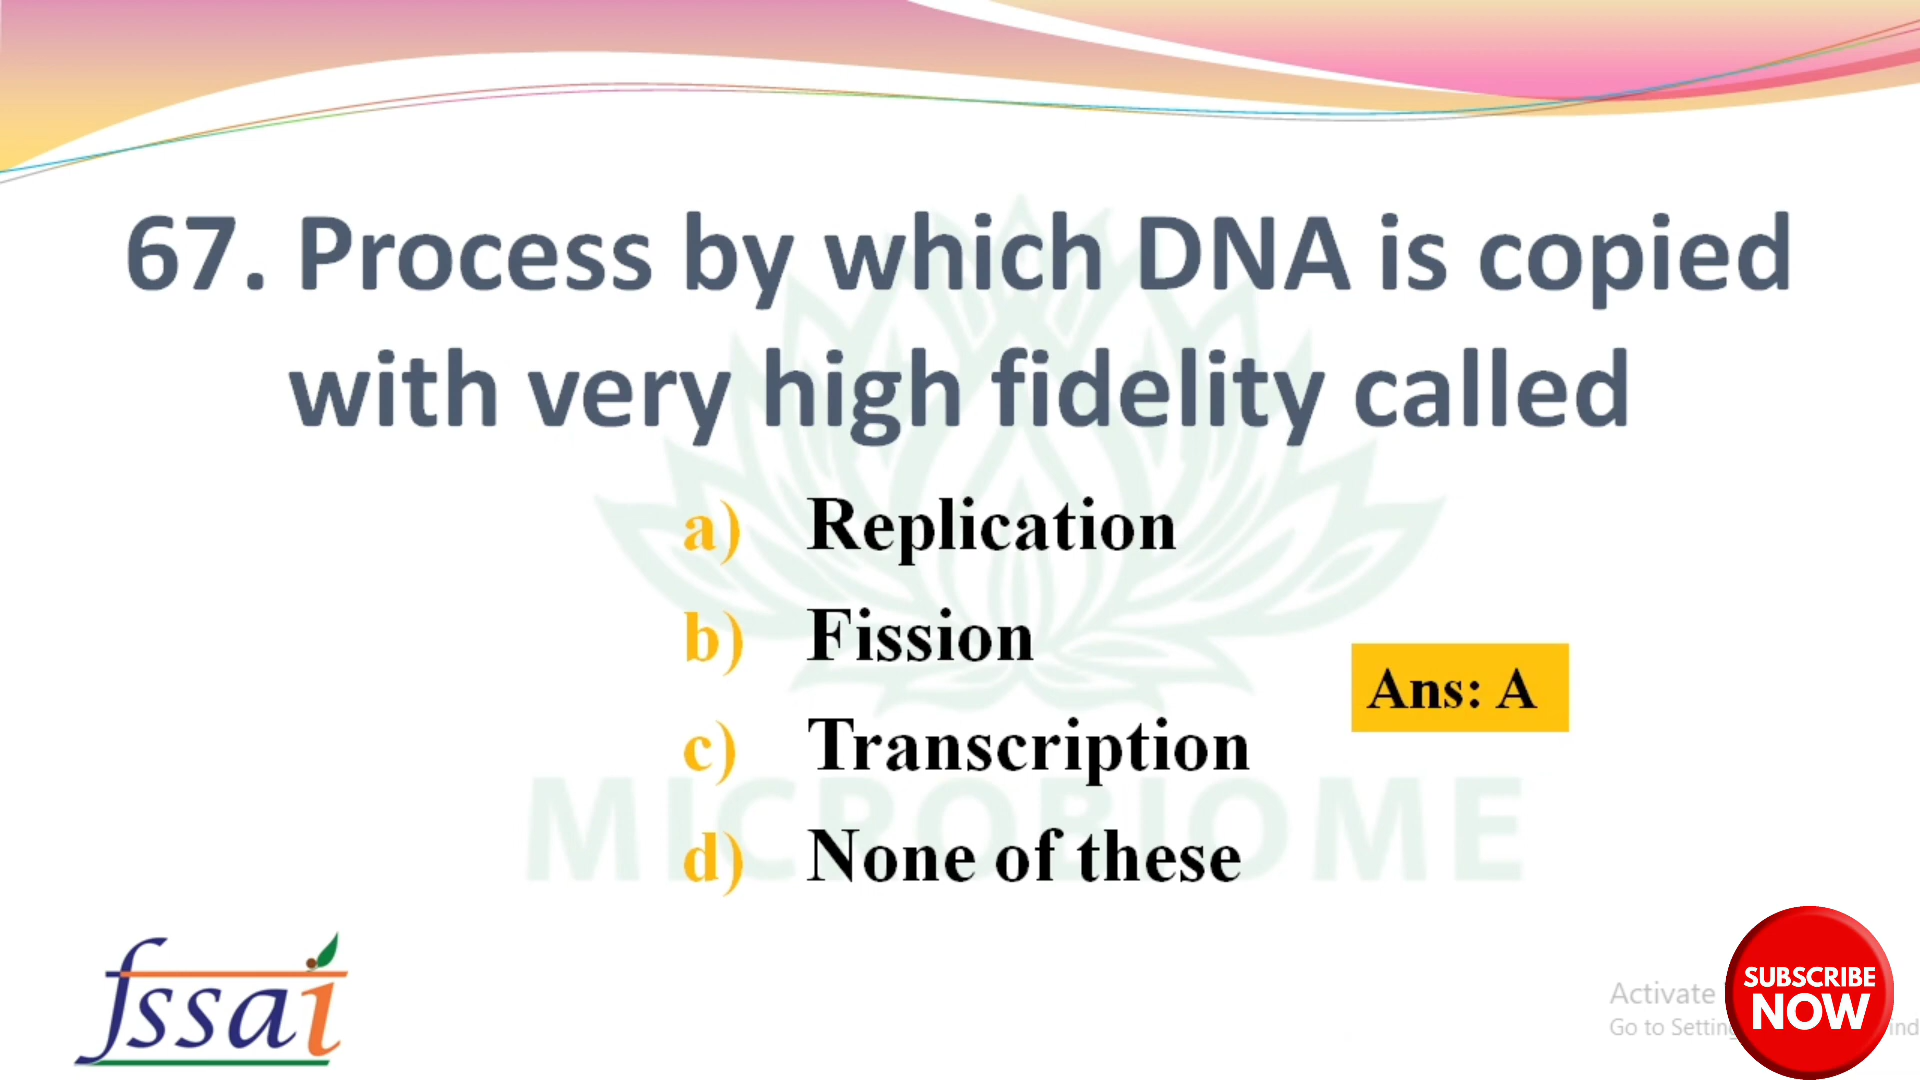 67. Process by which DNA is copied
with very high fidelity called
a) Replication
b) Fission
Ans: A
c) Transcription
d) None of these
MICROBIOME
fssai
Activate
Go to Setting
SUBSCRIBE
NOW